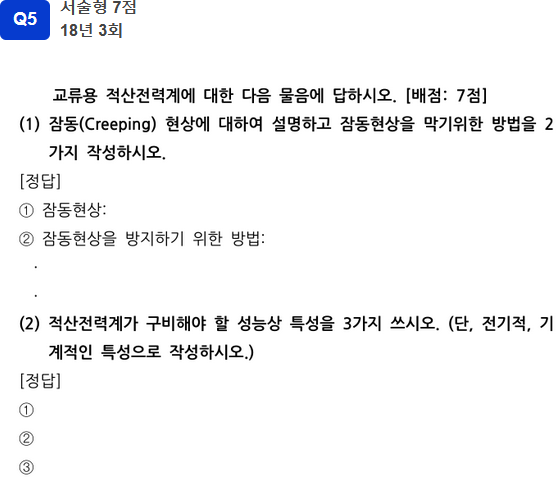 Q5
서술형 7점
18년 3회
교류용 적산전력계에 대한 다음 물음에 답하시오. [배점: 7점]
(1) 잠동(Creeping) 현상에 대하여 설명하고 잠동현상을 막기위한 방법을 2
가지 작성하시오.
[정답]
① 잠동현상:
② 잠동현상을 방지하기 위한 방법:
·
·
(2) 적산전력계가 구비해야 할 성능상 특성을 3가지 쓰시오. (단, 전기적, 기
계적인 특성으로 작성하시오.)
[정답]
①
②
③